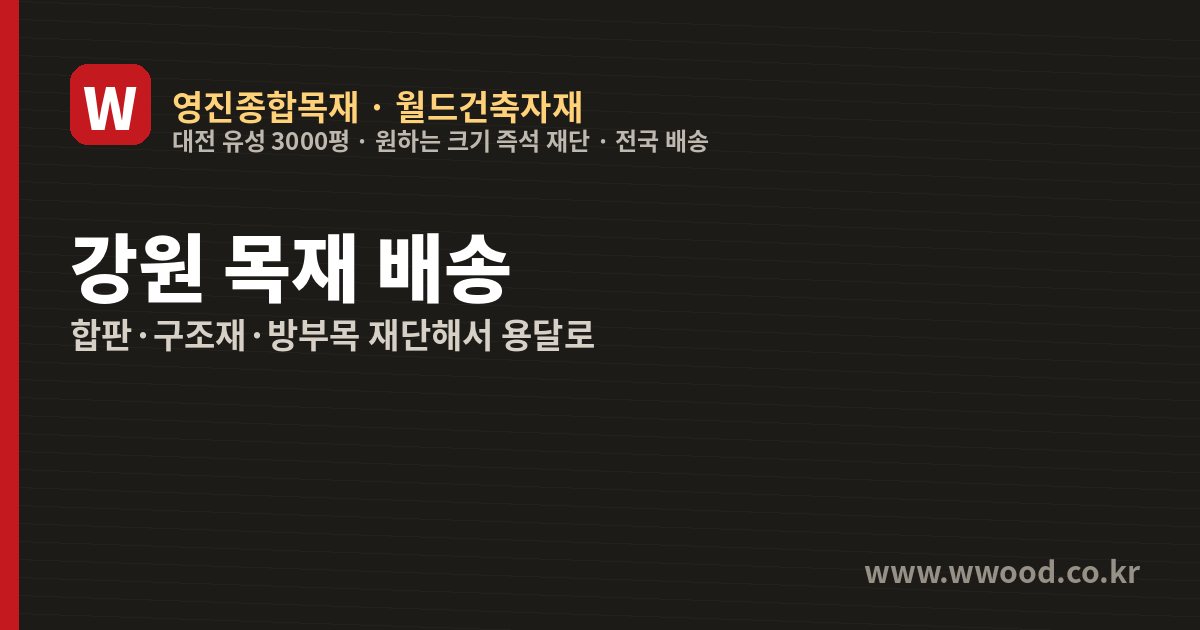 W
영진종합목재 · 월드건축자재
대전 유성 3000평 · 원하는 크기 즉석 재단 · 전국 배송
강원 목재 배송
합판·구조재·방부목 재단해서 용달로
www.wwood.co.kr